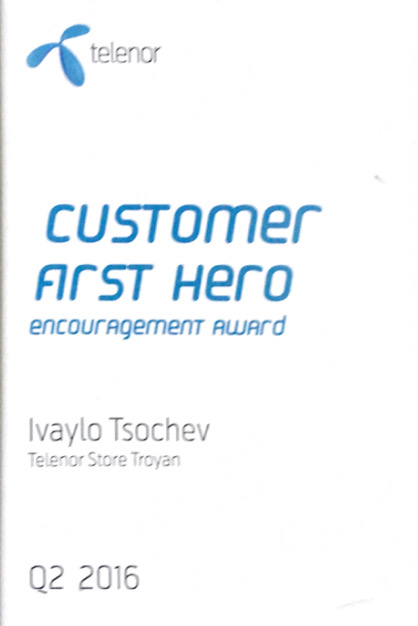 telenor
customer
first hero
encouragement award
Ivaylo Tsochev
Telenor Store Troyan
Q2 2016